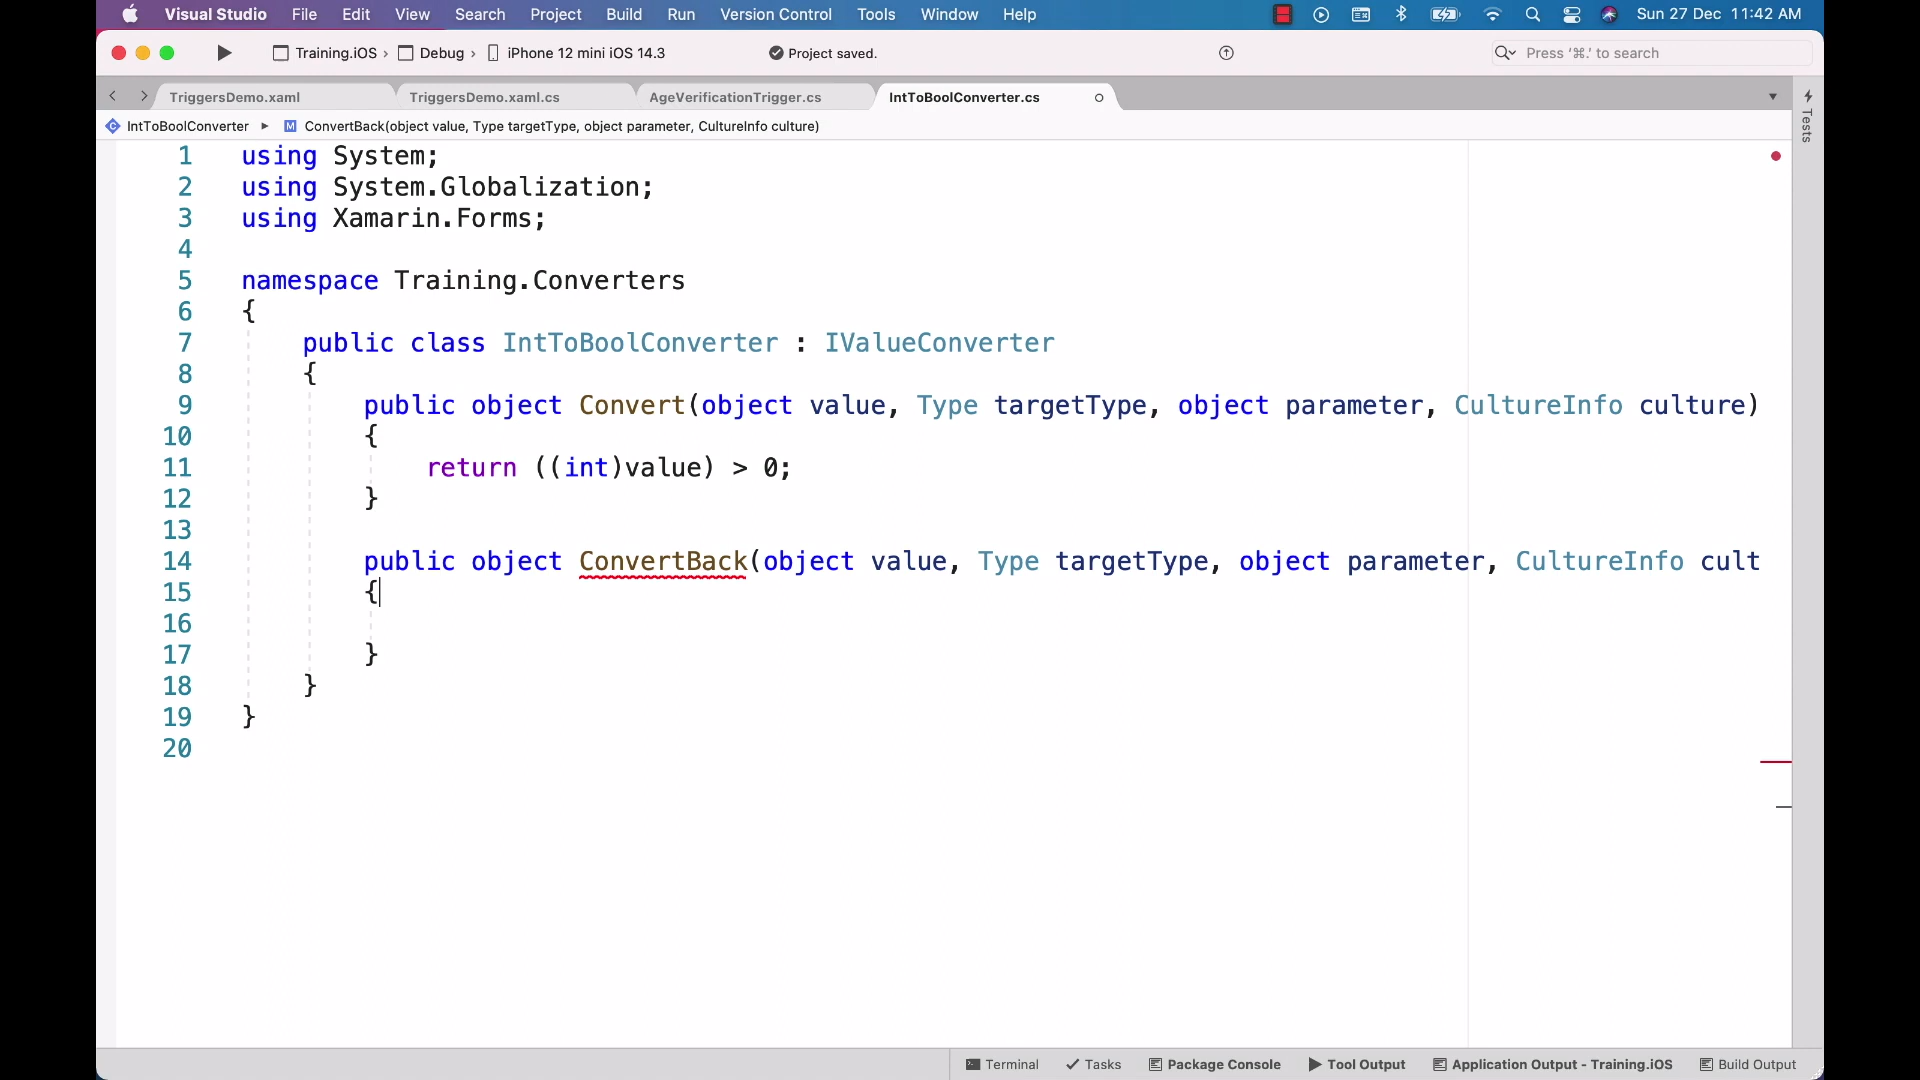 Visual Studio File Edit View Search Project Build Run Version Control Tools Window Help Sun 27 Dec 11:42 AM
Training.iOS › Debug › iPhone 12 mini iOS 14.3 Project saved. Press ‘⌘.’ to search
TriggersDemo.xaml TriggersDemo.xaml.cs AgeVerificationTrigger.cs IntToBoolConverter.cs
Tests
IntToBoolConverter ▸ M ConvertBack(object value, Type targetType, object parameter, CultureInfo culture)
1 using System;
2 using System.Globalization;
3 using Xamarin.Forms;
4
5 namespace Training.Converters
6 {
7 public class IntToBoolConverter : IValueConverter
8 {
9 public object Convert(object value, Type targetType, object parameter, CultureInfo culture)
10 {
11 return ((int)value) > 0;
12 }
13
14 public object ConvertBack(object value, Type targetType, object parameter, CultureInfo cult
15 {
16
17 }
18 }
19 }
20
Terminal Tasks Package Console Tool Output Application Output - Training.iOS Build Output